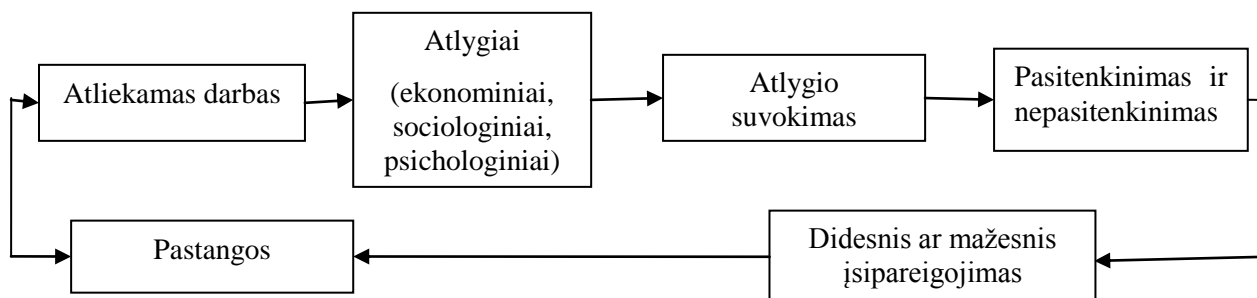 Atliekamas darbas
Atlygiai
(ekonominiai,
sociologiniai,
psichologiniai)
Atlygio
suvokimas
Pasitenkinimas ir
nepasitenkinimas
Pastangos
Didesnis ar mažesnis
įsipareigojimas